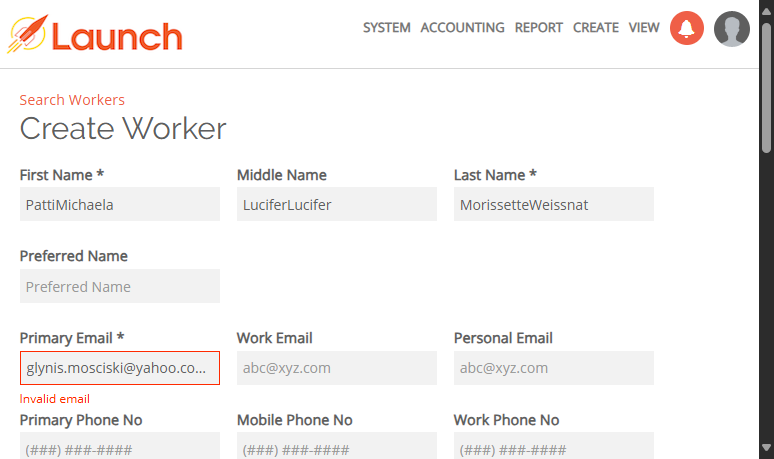 Launch
SYSTEM ACCOUNTING REPORT CREATE VIEW
Search Workers
Create Worker
First Name * Middle Name Last Name *
PattiMichaela LuciferLucifer MorissetteWeissnat
Preferred Name
Preferred Name
Primary Email * Work Email Personal Email
glynis.mosciski@yahoo.co... abc@xyz.com abc@xyz.com
Invalid email
Primary Phone No Mobile Phone No Work Phone No
(###) ###-#### (###) ###-#### (###) ###-####